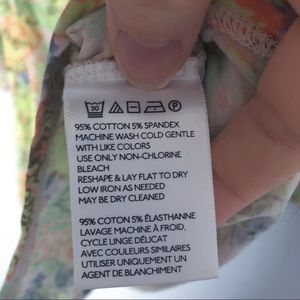 30
95% COTTON 5% SPANDEX
MACHINE WASH COLD GENTLE
WITH LIKE COLORS
USE ONLY NON-CHLORINE
BLEACH
RESHAPE & LAY FLAT TO DRY
LOW IRON AS NEEDED
MAY BE DRY CLEANED
95% COTON 5% ÉLASTHANNE
LAVAGE MACHINE À FROID,
CYCLE LINGE DÉLICAT
AVEC COULEURS SIMILAIRES
UTILISER UNIQUEMENT UN
AGENT DE BLANCHIMENT